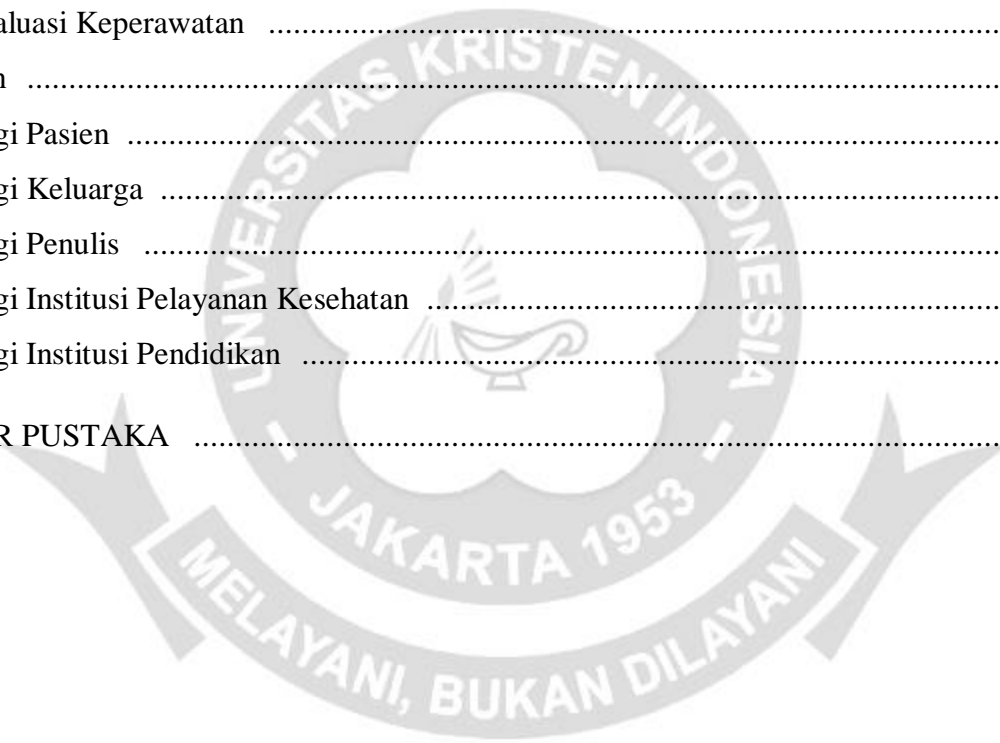 aluasi Keperawatan ........................................................................................
n ........................................................................................................................
gi Pasien ...........................................................................................................
gi Keluarga ......................................................................................................
gi Penulis .........................................................................................................
gi Institusi Pelayanan Kesehatan .....................................................................
gi Institusi Pendidikan .....................................................................................
R PUSTAKA ..................................................................................................
UNIVERSITAS KRISTEN INDONESIA
- JAKARTA 1953 -
MELAYANI, BUKAN DILAYANI